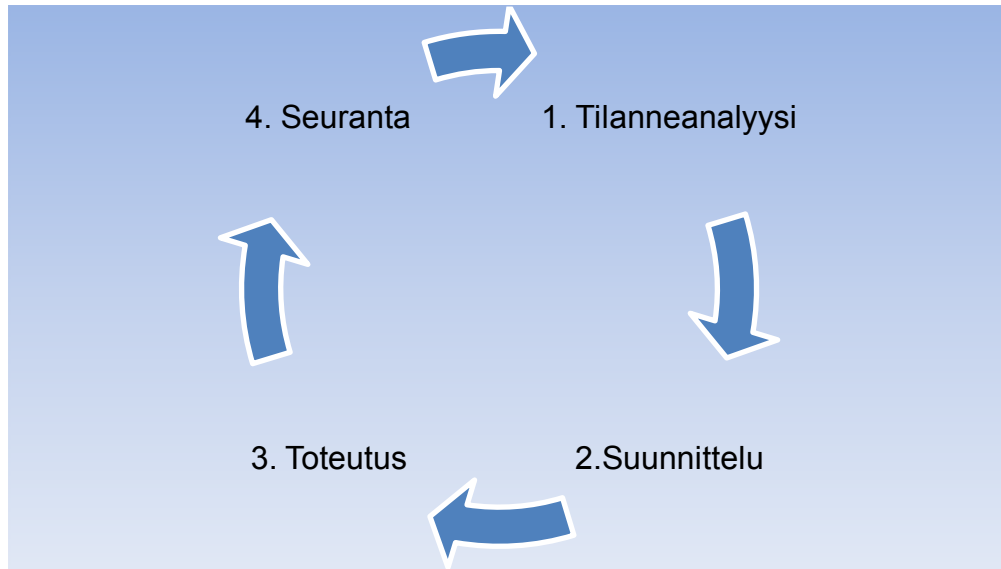 4. Seuranta
1. Tilanneanalyysi
3. Toteutus
2.Suunnittelu